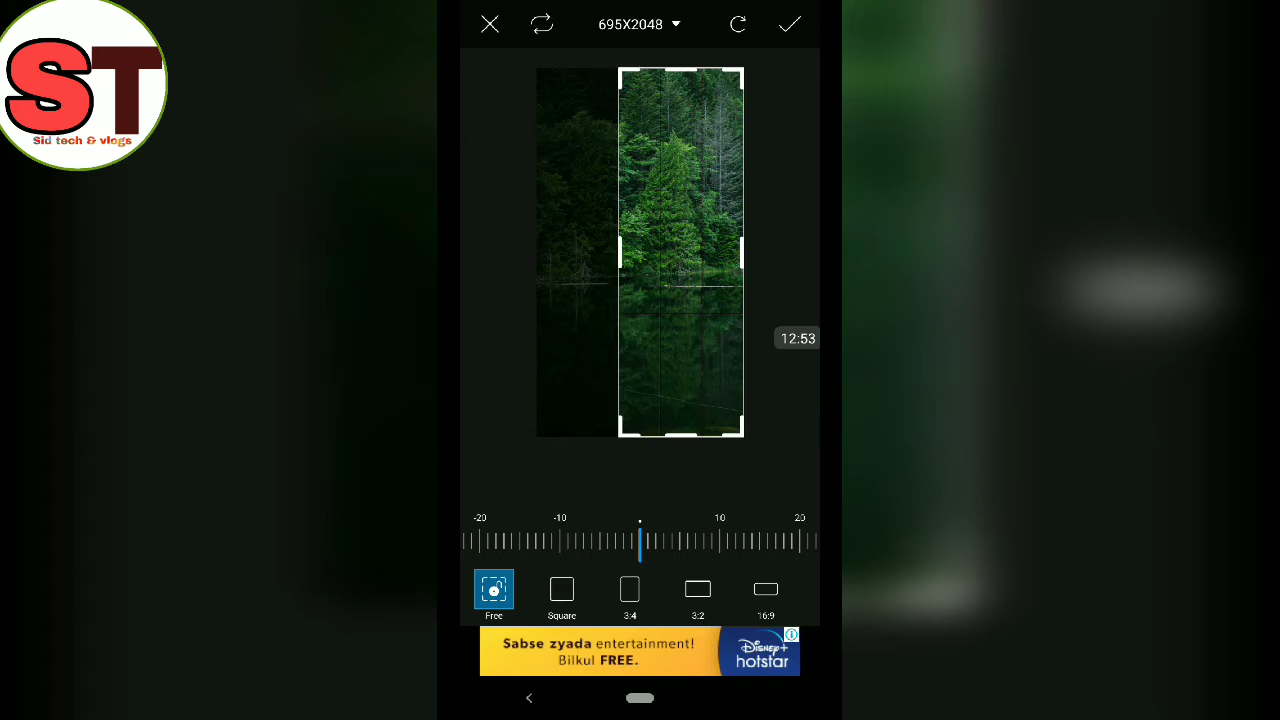 ST
Sid tech & vlogs
695X2048
12:53
-20 -10 10 20
Free Square 3:4 3:2 16:9
Sabse zyada entertainment!
Bilkul FREE.
Disney+
hotstar